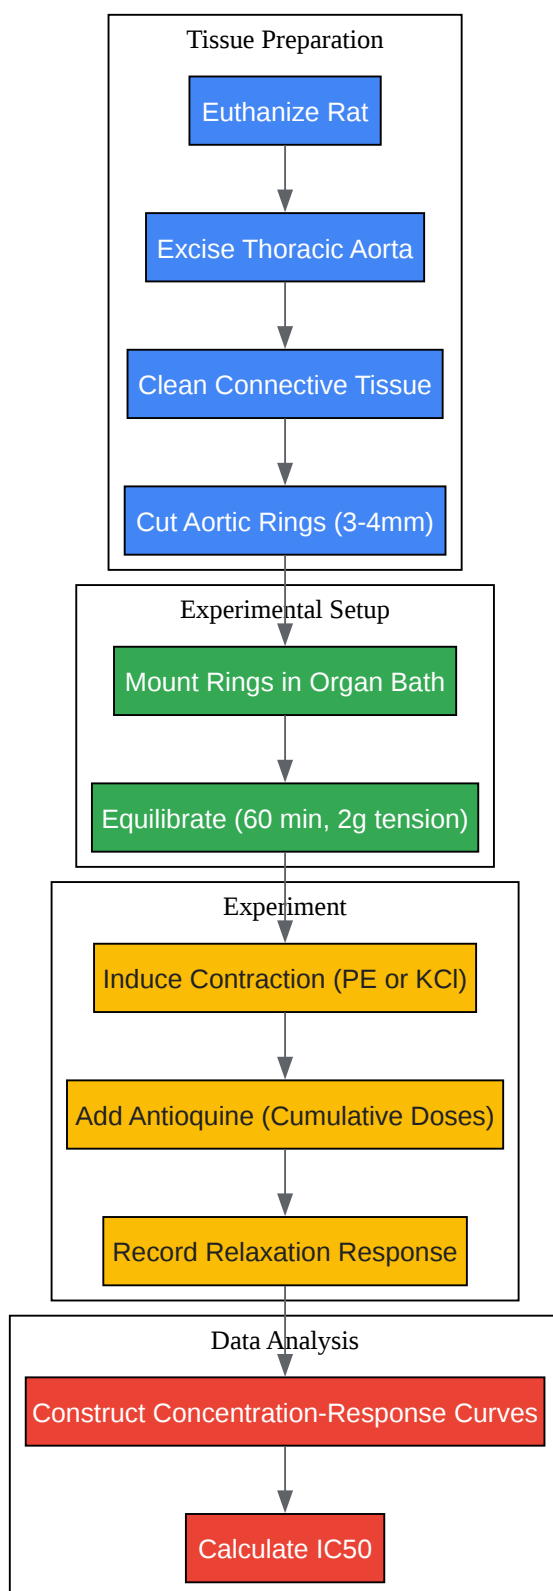 Tissue Preparation
Euthanize Rat
Excise Thoracic Aorta
Clean Connective Tissue
Cut Aortic Rings (3-4mm)
Experimental Setup
Mount Rings in Organ Bath
Equilibrate (60 min, 2g tension)
Experiment
Induce Contraction (PE or KCl)
Add Antioquine (Cumulative Doses)
Record Relaxation Response
Data Analysis
Construct Concentration-Response Curves
Calculate IC50